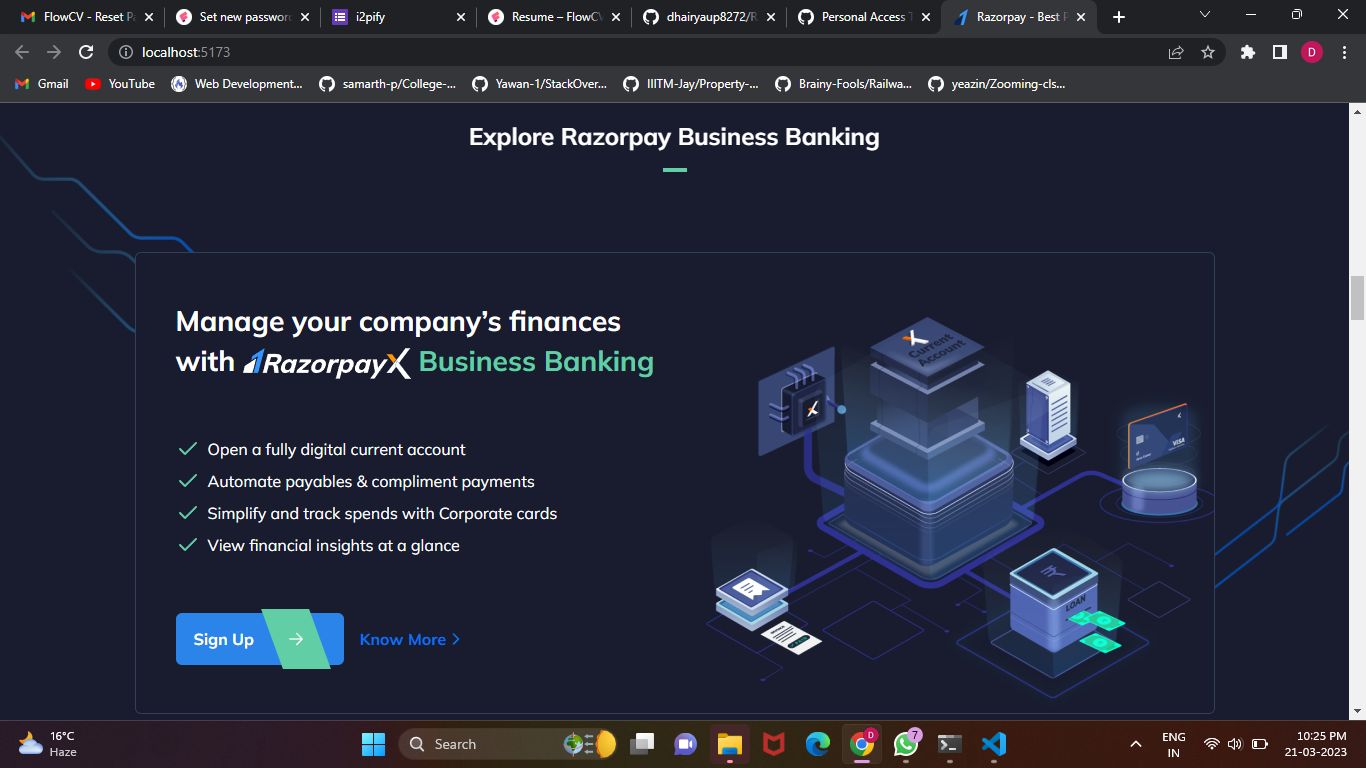 FlowCV - Reset Pa
Set new password
i2pify
Resume – FlowCV
dhairyaup8272/R
Personal Access T
Razorpay - Best P
localhost:5173
D
Gmail
YouTube
Web Development...
samarth-p/College-...
Yawan-1/StackOver...
IIITM-Jay/Property-...
Brainy-Fools/Railwa...
yeazin/Zooming-cls...
Explore Razorpay Business Banking
Manage your company's finances
with RazorpayX Business Banking
Open a fully digital current account
Automate payables & compliment payments
Simplify and track spends with Corporate cards
View financial insights at a glance
Sign Up
Know More
X Current
Account
VISA
LOAN
16°C
Haze
Search
D
7
ENG
IN
10:25 PM
21-03-2023